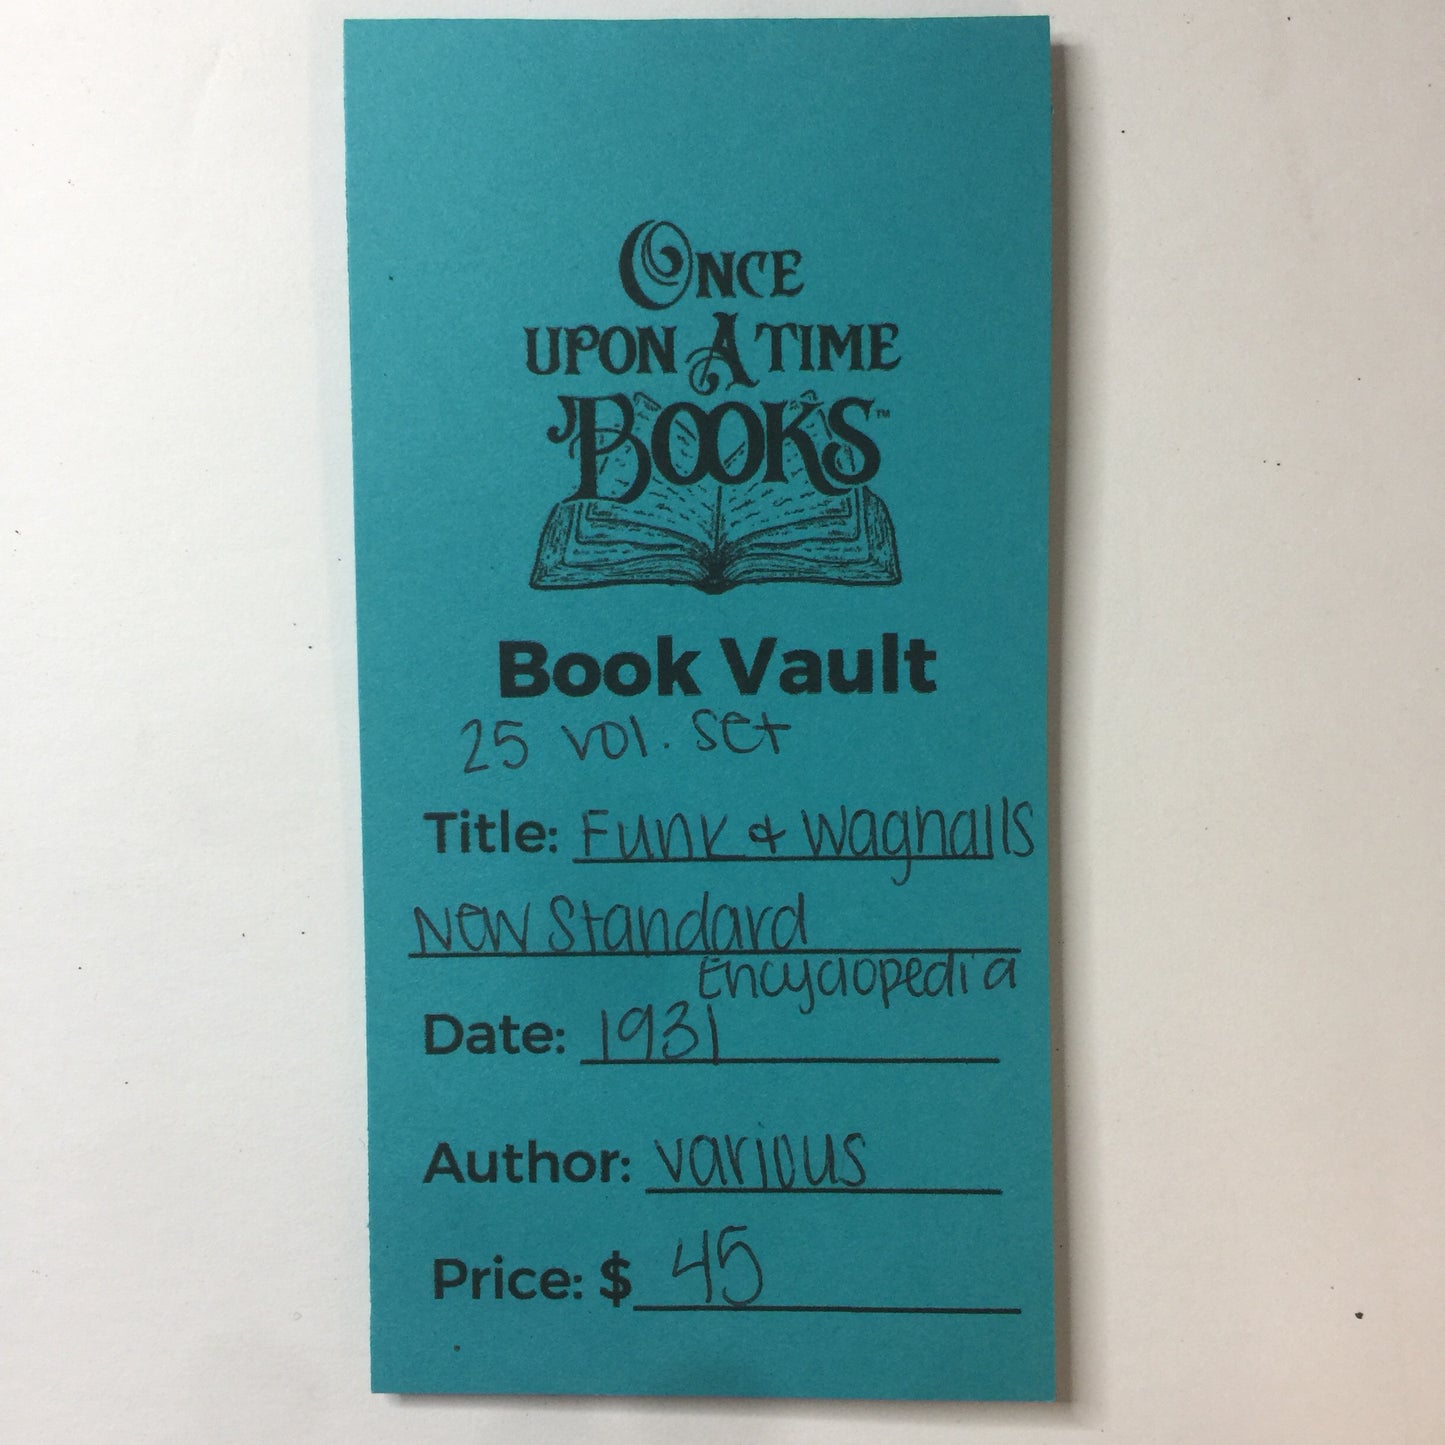 ONCE
UPON A TIME
BOOKS™
Book Vault
25 vol. set
Title: Funk & Wagnalls
New Standard
Encyclopedia
Date: 1931
Author: various
Price: $ 45